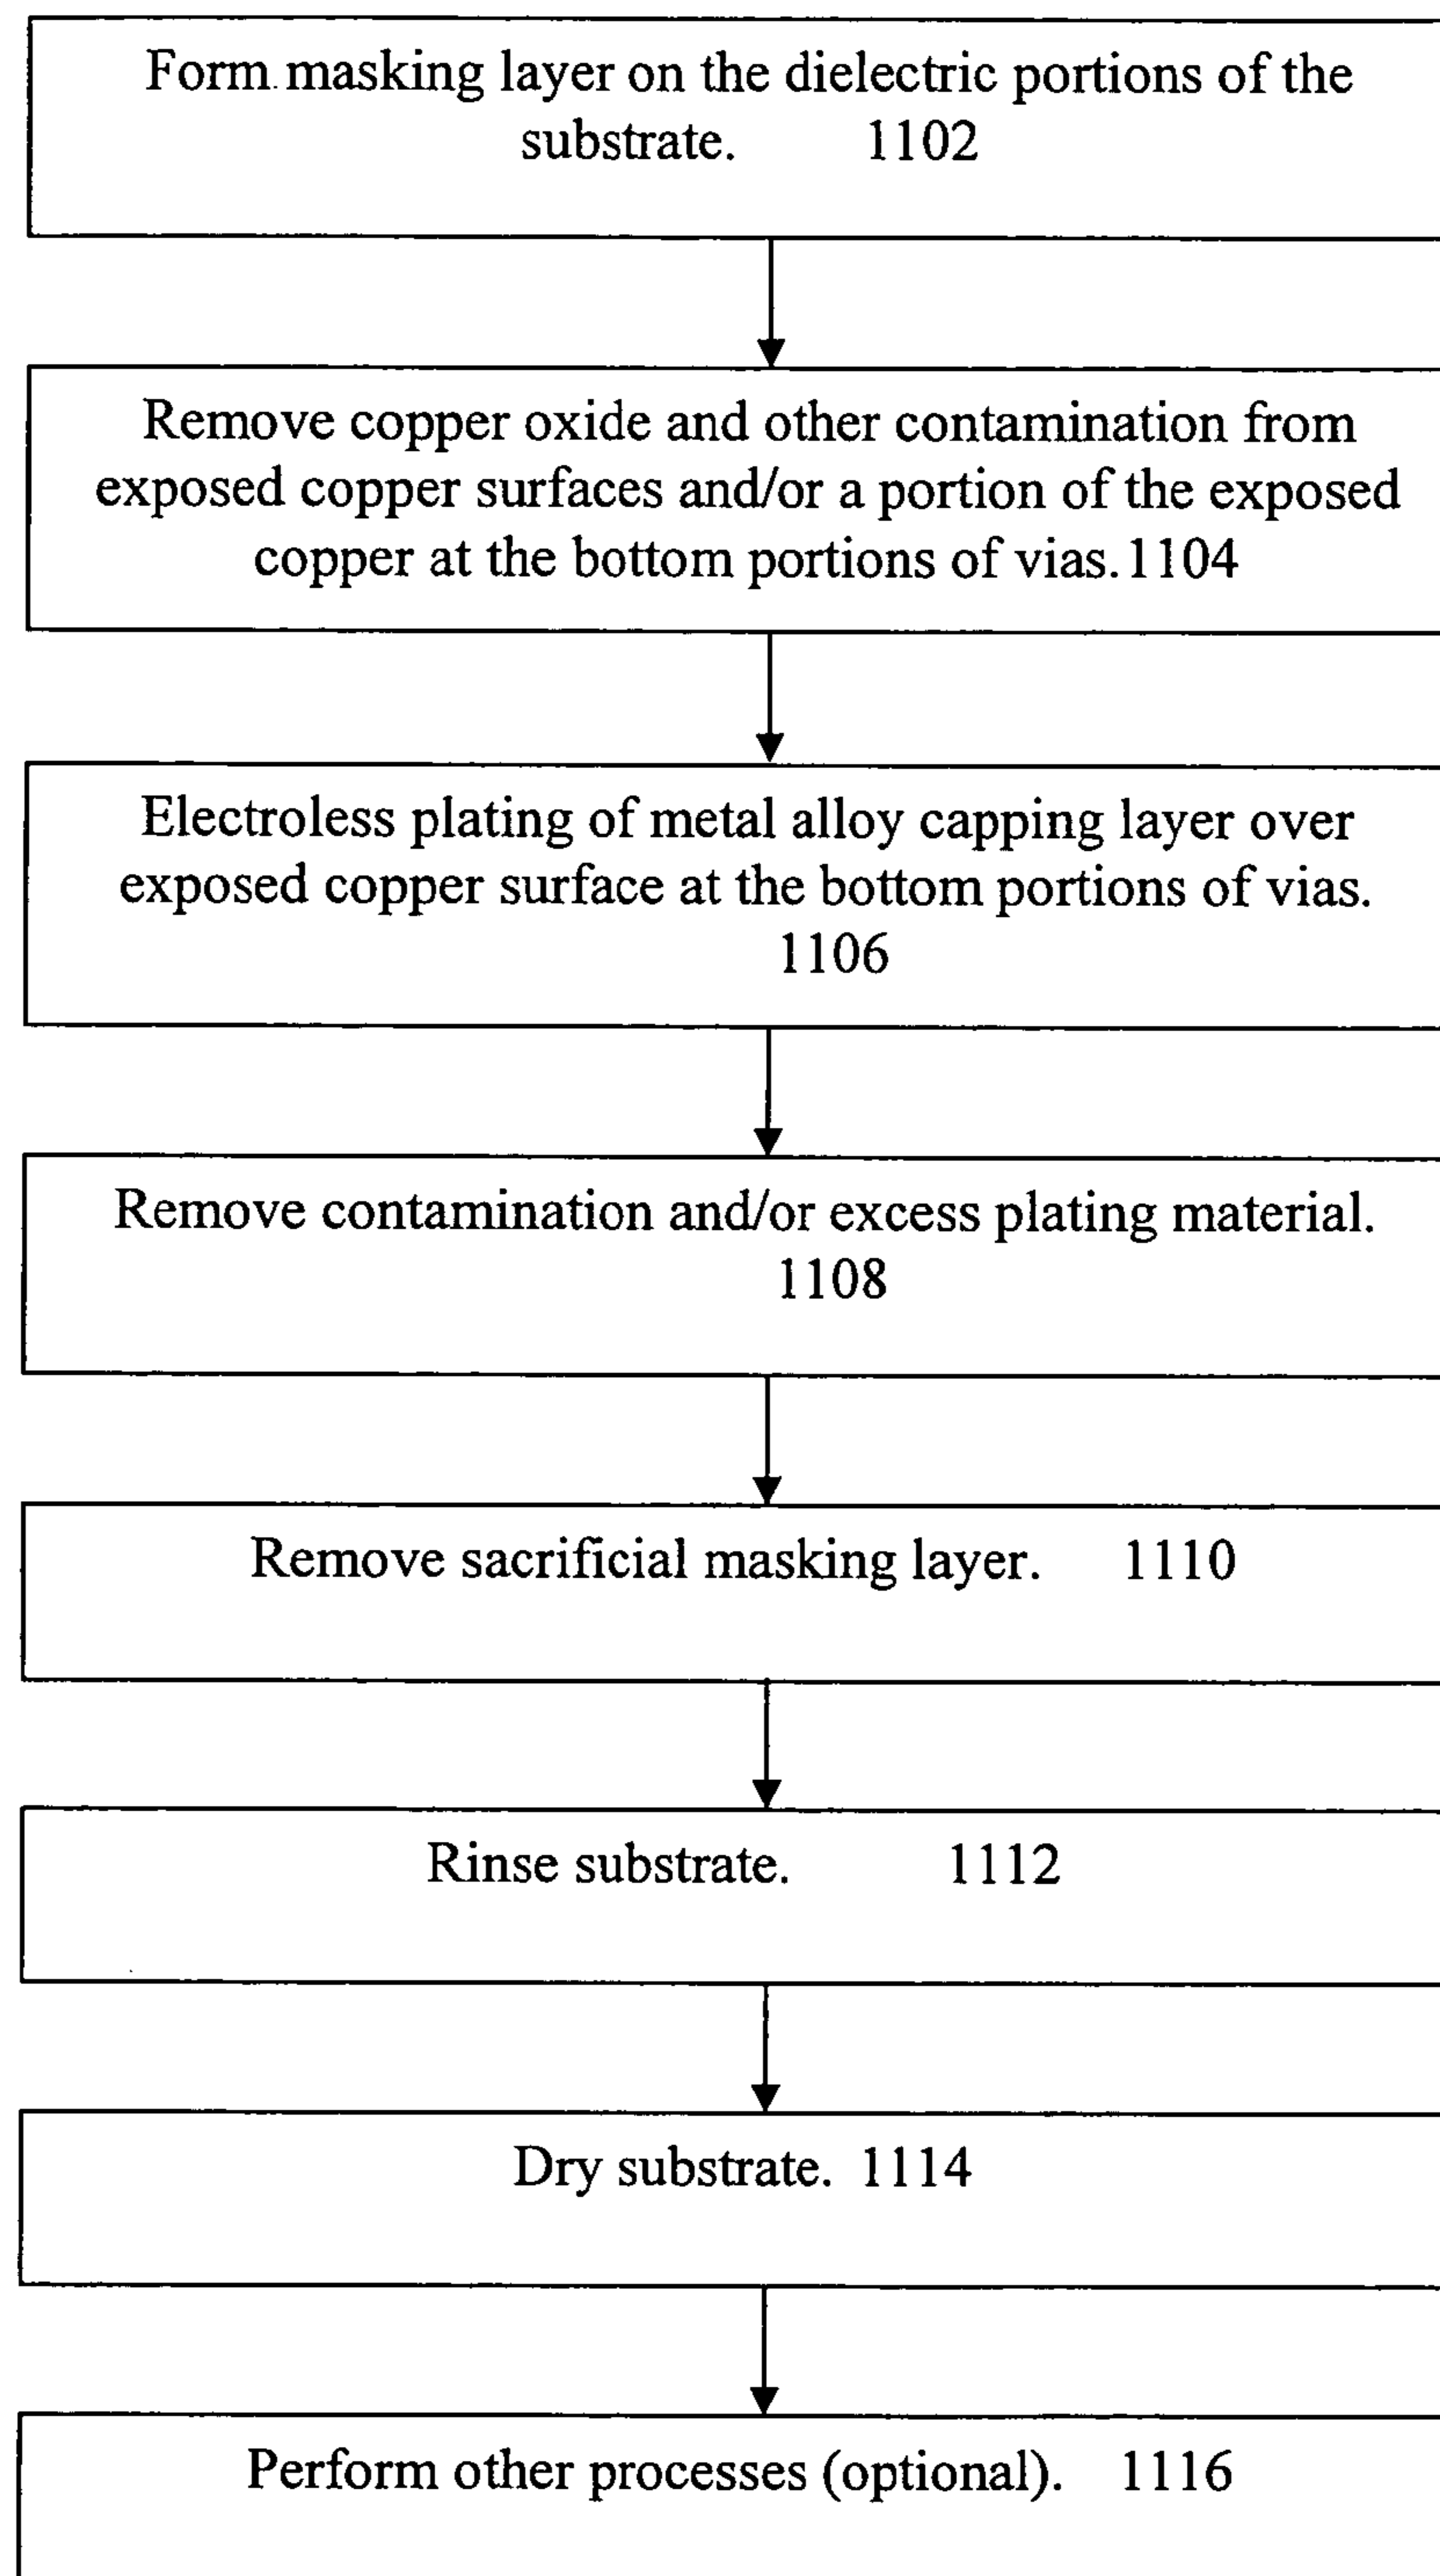 Form masking layer on the dielectric portions of the
substrate. 1102
Remove copper oxide and other contamination from
exposed copper surfaces and/or a portion of the exposed
copper at the bottom portions of vias. 1104
Electroless plating of metal alloy capping layer over
exposed copper surface at the bottom portions of vias.
1106
Remove contamination and/or excess plating material.
1108
Remove sacrificial masking layer. 1110
Rinse substrate. 1112
Dry substrate. 1114
Perform other processes (optional). 1116